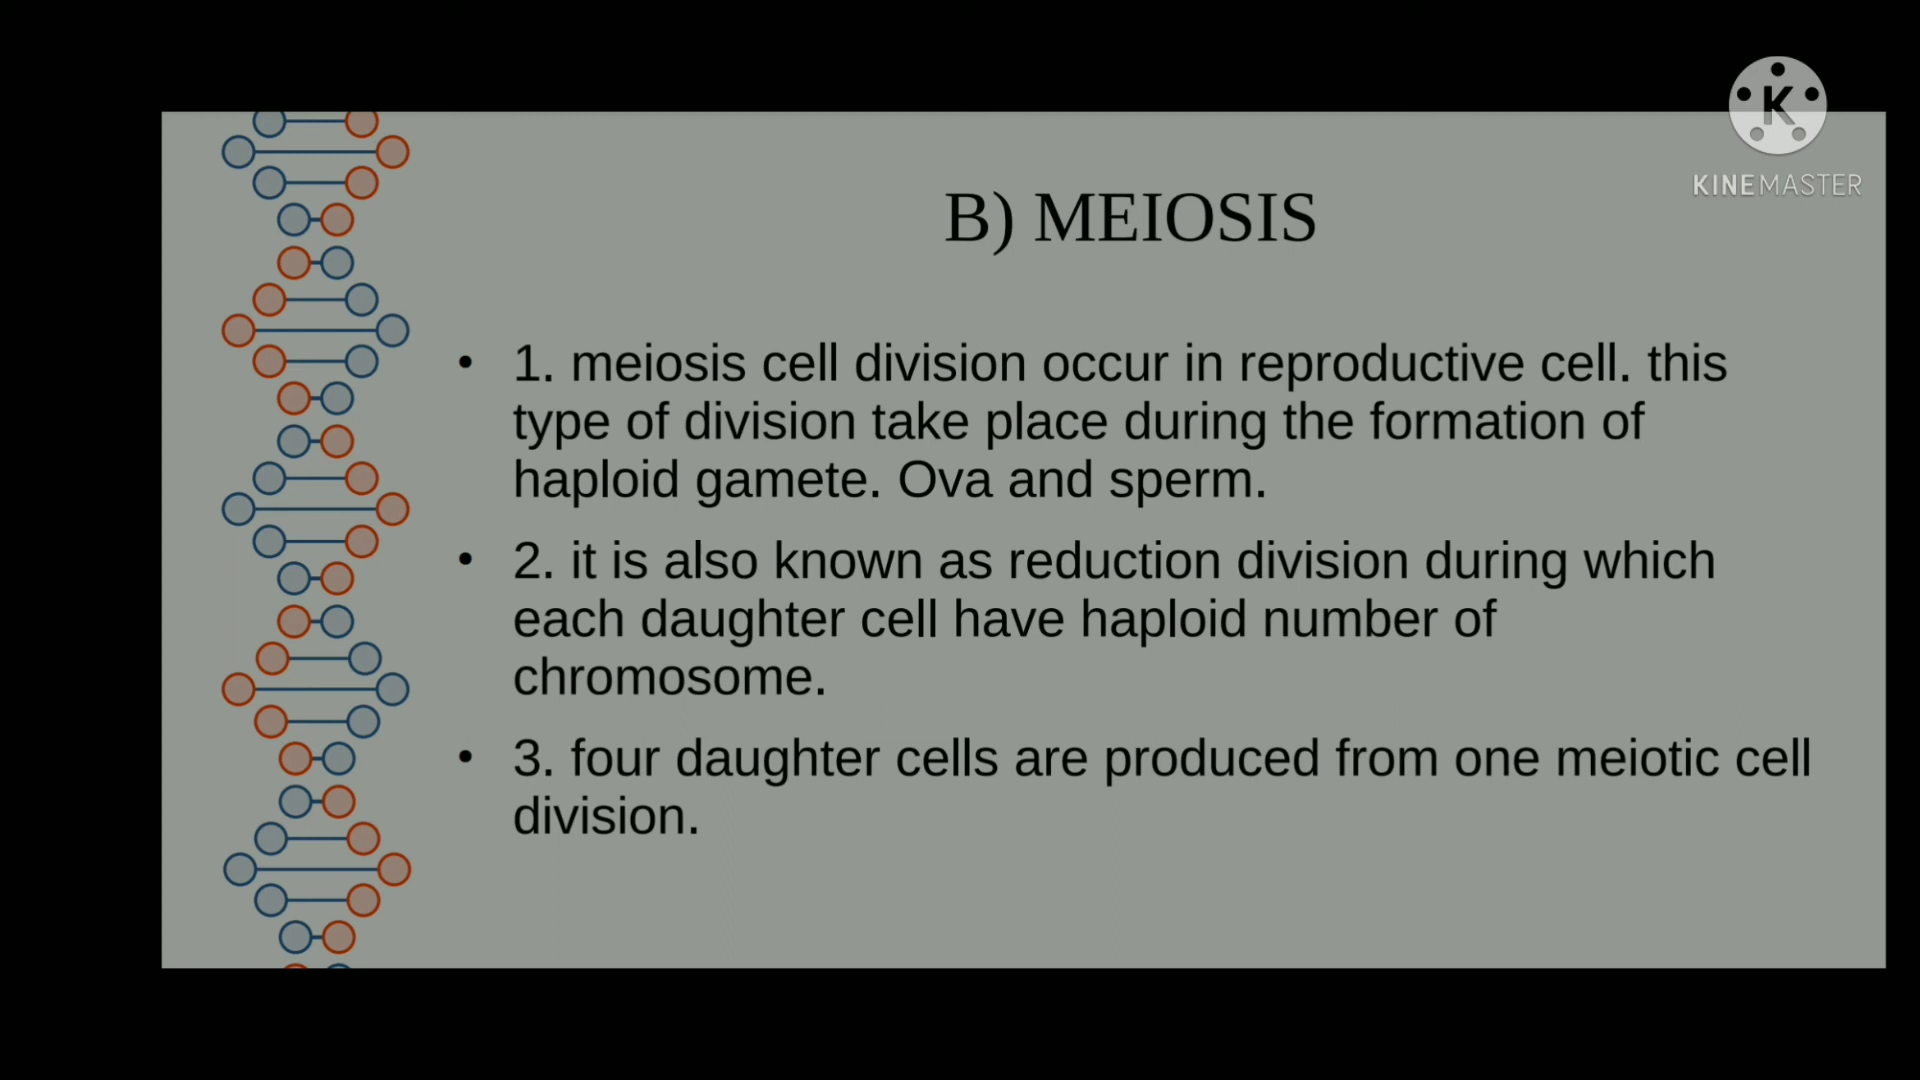 K
KINEMASTER
B) MEIOSIS
• 1. meiosis cell division occur in reproductive cell. this
type of division take place during the formation of
haploid gamete. Ova and sperm.
• 2. it is also known as reduction division during which
each daughter cell have haploid number of
chromosome.
• 3. four daughter cells are produced from one meiotic cell
division.